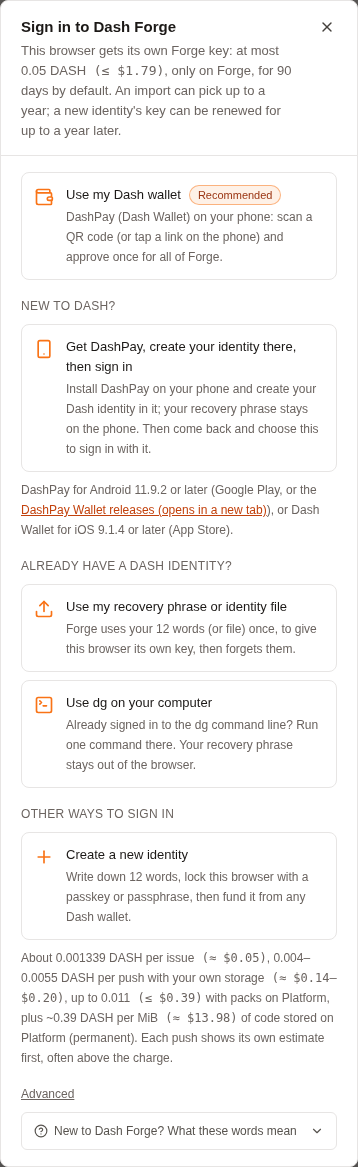 Sign in to Dash Forge
This browser gets its own Forge key: at most
0.05 DASH (≤ $1.79), only on Forge, for 90
days by default. An import can pick up to a
year; a new identity's key can be renewed for
up to a year later.
Use my Dash wallet Recommended
DashPay (Dash Wallet) on your phone: scan a
QR code (or tap a link on the phone) and
approve once for all of Forge.
NEW TO DASH?
Get DashPay, create your identity there,
then sign in
Install DashPay on your phone and create your
Dash identity in it; your recovery phrase stays
on the phone. Then come back and choose this
to sign in with it.
DashPay for Android 11.9.2 or later (Google Play, or the
DashPay Wallet releases (opens in a new tab)), or Dash
Wallet for iOS 9.1.4 or later (App Store).
ALREADY HAVE A DASH IDENTITY?
Use my recovery phrase or identity file
Forge uses your 12 words (or file) once, to give
this browser its own key, then forgets them.
Use dg on your computer
Already signed in to the dg command line? Run
one command there. Your recovery phrase
stays out of the browser.
OTHER WAYS TO SIGN IN
Create a new identity
Write down 12 words, lock this browser with a
passkey or passphrase, then fund it from any
Dash wallet.
About 0.001339 DASH per issue (≈ $0.05), 0.004–
0.0055 DASH per push with your own storage (≈ $0.14–
$0.20), up to 0.011 (≤ $0.39) with packs on Platform,
plus ~0.39 DASH per MiB (≈ $13.98) of code stored on
Platform (permanent). Each push shows its own estimate
first, often above the charge.
Advanced
New to Dash Forge? What these words mean